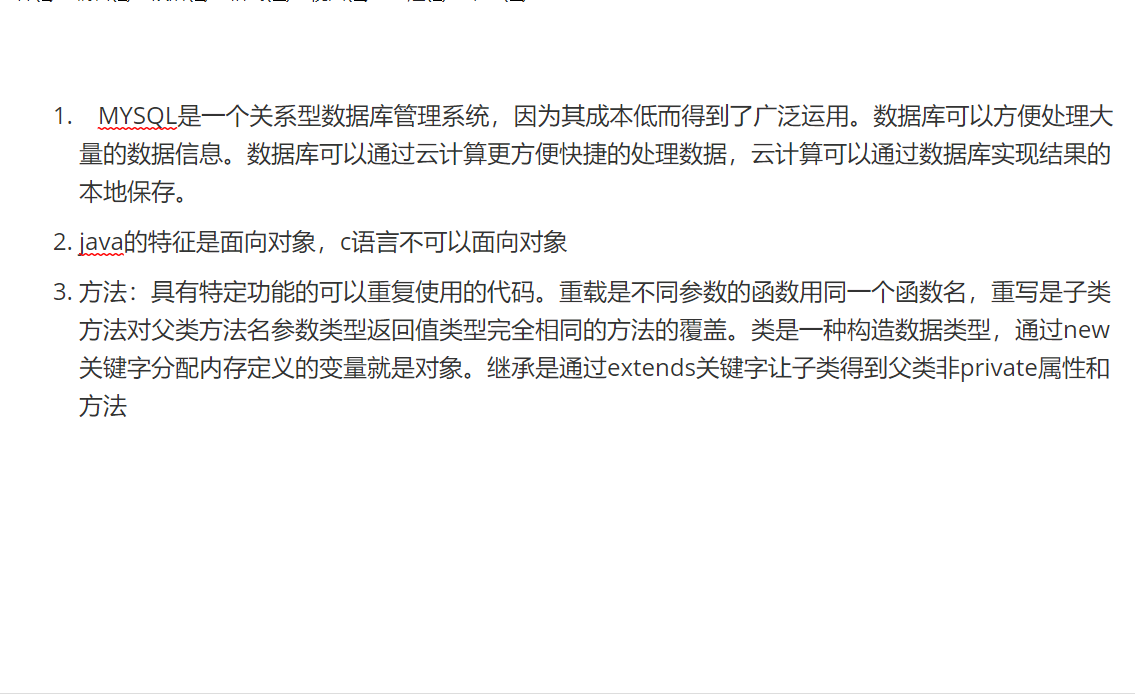 1. MYSQL是一个关系型数据库管理系统，因为其成本低而得到了广泛运用。数据库可以方便处理大
量的数据信息。数据库可以通过云计算更方便快捷的处理数据，云计算可以通过数据库实现结果的
本地保存。
2. java的特征是面向对象，c语言不可以面向对象
3. 方法：具有特定功能的可以重复使用的代码。重载是不同参数的函数用同一个函数名，重写是子类
方法对父类方法名参数类型返回值类型完全相同的方法的覆盖。类是一种构造数据类型，通过new
关键字分配内存定义的变量就是对象。继承是通过extends关键字让子类得到父类非private属性和
方法